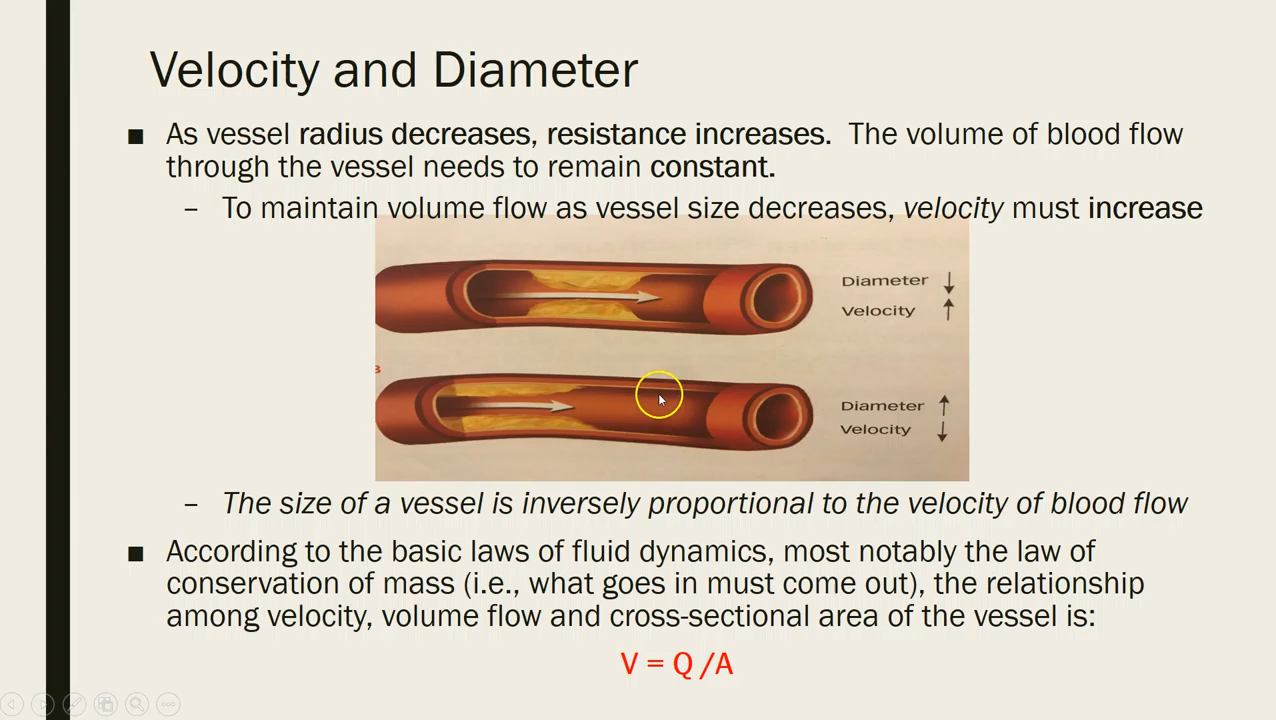 Velocity and Diameter
■ As vessel radius decreases, resistance increases. The volume of blood flow
through the vessel needs to remain constant.
– To maintain volume flow as vessel size decreases, velocity must increase
Diameter ↓
Velocity ↑
B
Diameter ↑
Velocity ↓
– The size of a vessel is inversely proportional to the velocity of blood flow
■ According to the basic laws of fluid dynamics, most notably the law of
conservation of mass (i.e., what goes in must come out), the relationship
among velocity, volume flow and cross-sectional area of the vessel is:
V = Q /A